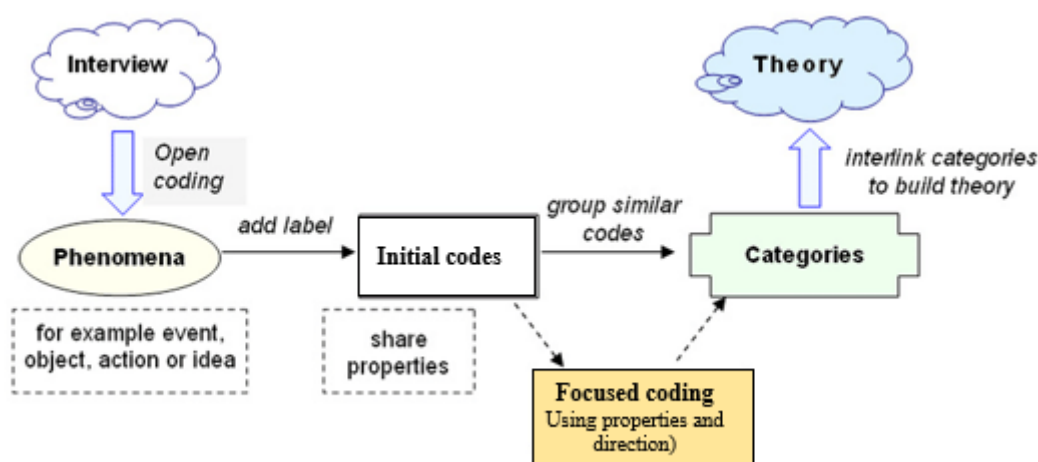 Interview
Theory
Open
coding
interlink categories
to build theory
Phenomena
add label
Initial codes
group similar
codes
Categories
for example event,
object, action or idea
share
properties
Focused coding
Using properties and
direction)